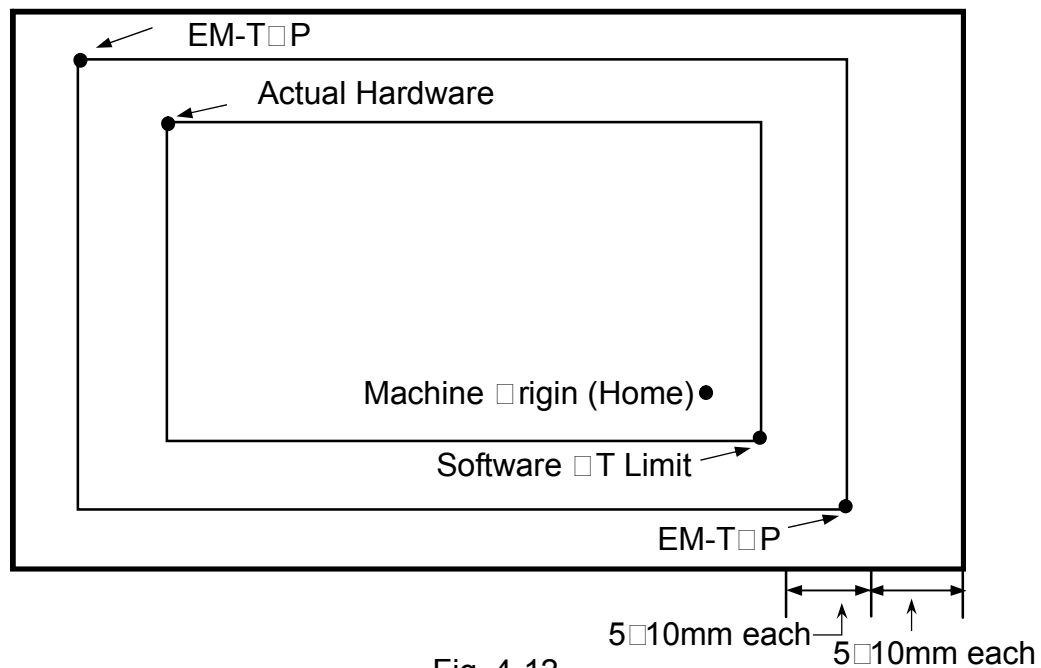 EM-T□P
Actual Hardware
Machine □rigin (Home)
Software □T Limit
EM-T□P
5□10mm each
5□10mm each
Fig. 4-12